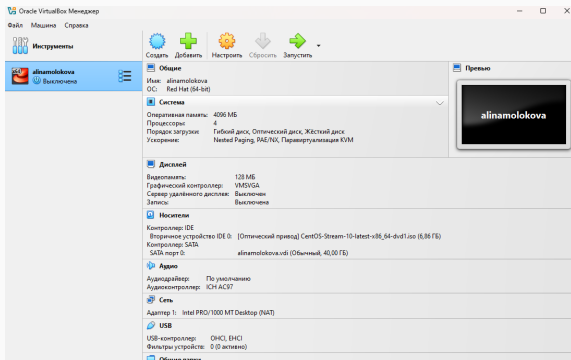 Oracle VirtualBox Менеджер
Файл Машина Справка
Инструменты
Создать Добавить Настроить Сбросить Запустить
alinamolokova
Выключена
Общие
Имя: alinamolokova
ОС: Red Hat (64-bit)
Превью
alinamolokova
Система
Оперативная память: 4096 МБ
Процессоры: 4
Порядок загрузки: Гибкий диск, Оптический диск, Жёсткий диск
Ускорение: Nested Paging, PAE/NX, Паравиртуализация KVM
Дисплей
Видеопамять: 128 МБ
Графический контроллер: VMSVGA
Сервер удалённого дисплея: Выключен
Запись: Выключена
Носители
Контроллер: IDE
Вторичное устройство IDE 0: [Оптический привод] CentOS-Stream-10-latest-x86_64-dvd1.iso (6,86 ГБ)
Контроллер: SATA
SATA порт 0: alinamolokova.vdi (Обычный, 40,00 ГБ)
Аудио
Аудиодрайвер: По умолчанию
Аудиоконтроллер: ICH AC97
Сеть
Адаптер 1: Intel PRO/1000 MT Desktop (NAT)
USB
USB-контроллер: OHCI, EHCI
Фильтры устройств: 0 (0 активно)
Общие папки